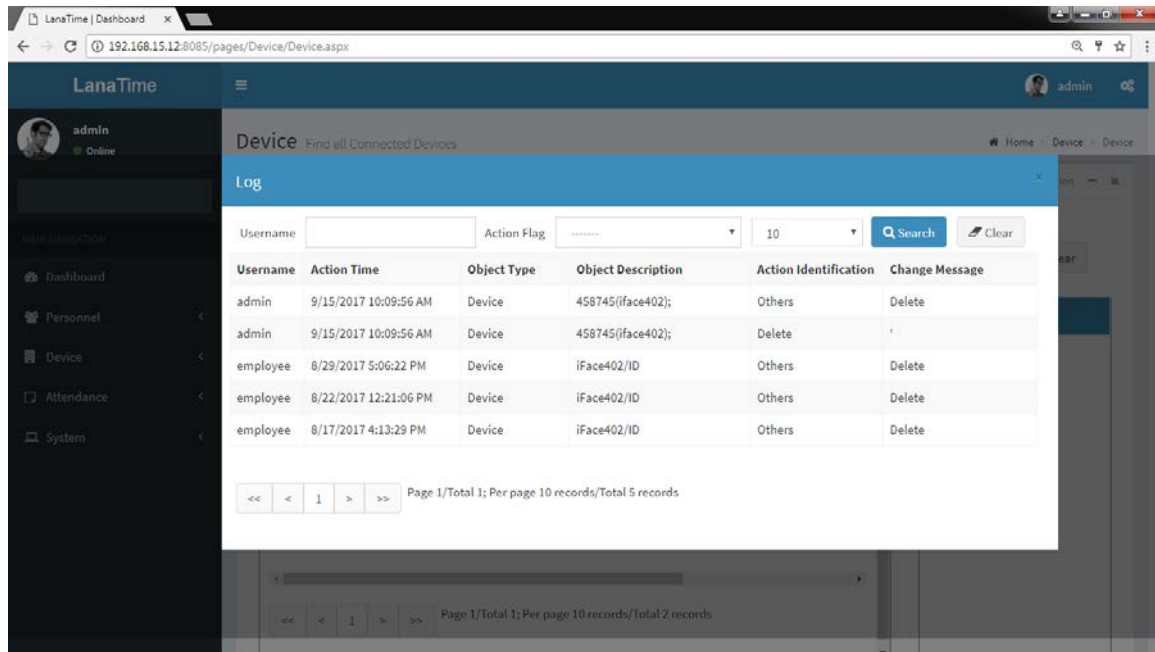 LanaTime | Dashboard
192.168.15.12:8085/pages/Device/Device.aspx
LanaTime
admin
admin
Online
Device Find all Connected Devices
Home Device Device
Log
MAIN NAVIGATION
Dashboard
Personnel
Device
Attendance
System
Username Action Flag ------- 10 Search Clear
Username Action Time Object Type Object Description Action Identification Change Message
admin 9/15/2017 10:09:56 AM Device 458745(iface402); Others Delete
admin 9/15/2017 10:09:56 AM Device 458745(iface402); Delete '
employee 8/29/2017 5:06:22 PM Device iFace402/ID Others Delete
employee 8/22/2017 12:21:06 PM Device iFace402/ID Others Delete
employee 8/17/2017 4:13:29 PM Device iFace402/ID Others Delete
<< < 1 > >> Page 1/Total 1; Per page 10 records/Total 5 records
<< < 1 > >> Page 1/Total 1; Per page 10 records/Total 2 records